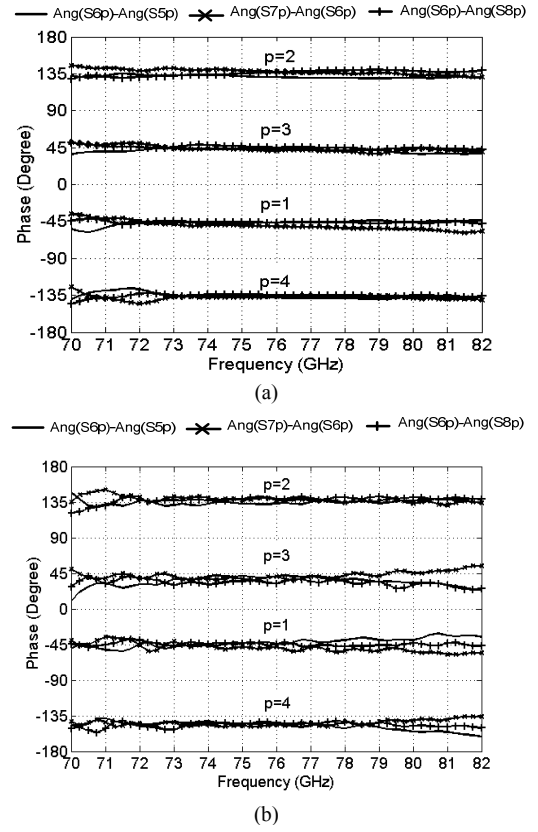 Ang(S6p)-Ang(S5p) Ang(S7p)-Ang(S6p) Ang(S6p)-Ang(S8p)
180
135
90
45
0
-45
-90
-135
-180
Phase (Degree)
p=2
p=3
p=1
p=4
70 71 72 73 74 75 76 77 78 79 80 81 82
Frequency (GHz)
(a)
Ang(S6p)-Ang(S5p) Ang(S7p)-Ang(S6p) Ang(S6p)-Ang(S8p)
180
135
90
45
0
-45
-90
-135
-180
Phase (Degree)
p=2
p=3
p=1
p=4
70 71 72 73 74 75 76 77 78 79 80 81 82
Frequency (GHz)
(b)